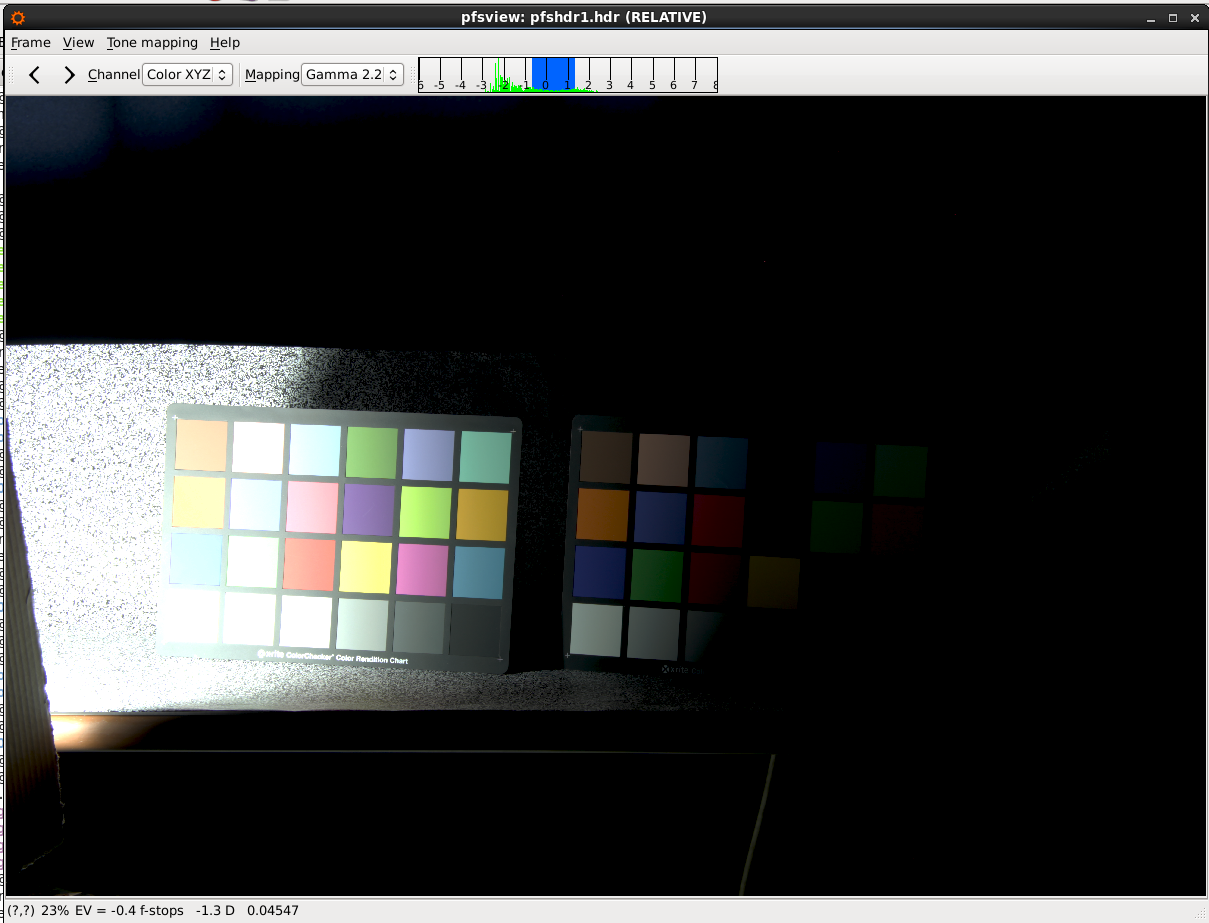 pfsview: pfshdr1.hdr (RELATIVE)
Frame View Tone mapping Help
Channel Color XYZ Mapping Gamma 2.2
-5 -4 -3 -2 -1 0 1 2 3 4 5 6 7 8
x·rite ColorChecker® Color Rendition Chart
x·rite
(?,?) 23% EV = -0.4 f-stops -1.3 D 0.04547